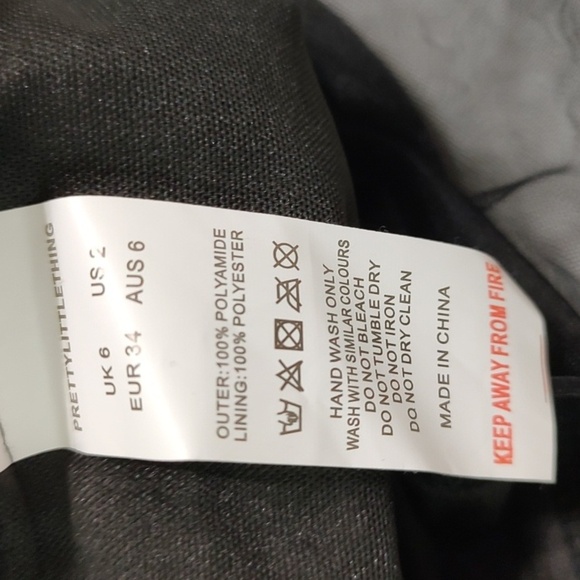 PRETTYLITTLETHING
UK 6 US 2
EUR 34 AUS 6
OUTER:100% POLYAMIDE
LINING:100% POLYESTER
HAND WASH ONLY
WASH WITH SIMILAR COLOURS
DO NOT BLEACH
DO NOT TUMBLE DRY
DO NOT IRON
DO NOT DRY CLEAN
MADE IN CHINA
KEEP AWAY FROM FIRE